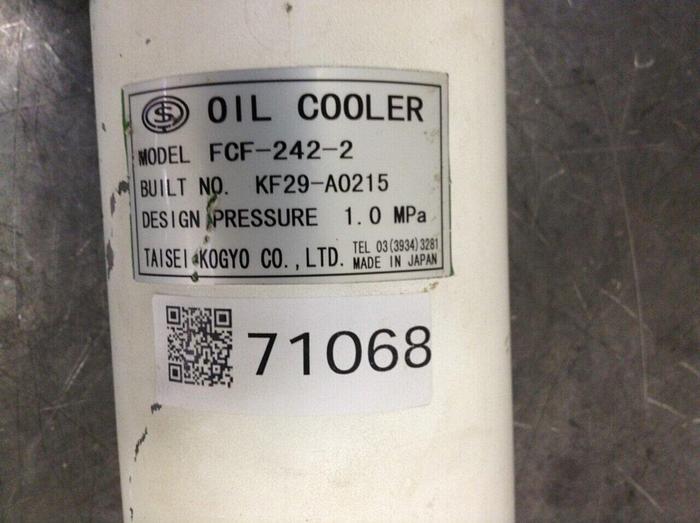 OIL COOLER
MODEL FCF-242-2
BUILT NO. KF29-A0215
DESIGN PRESSURE 1.0 MPa
TAISEI KOGYO CO.,LTD. TEL 03(3934)3281
MADE IN JAPAN
71068